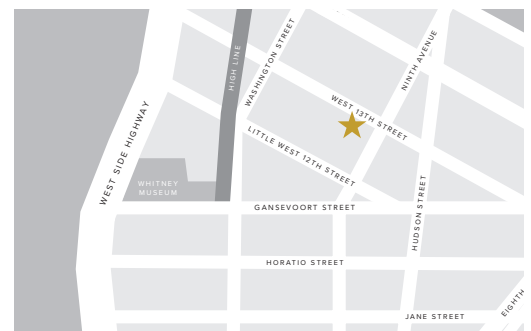 HIGH LINE
WASHINGTON STREET
NINTH AVENUE
WEST 13TH STREET
WEST SIDE HIGHWAY
LITTLE WEST 12TH STREET
WHITNEY
MUSEUM
GANSEVOORT STREET
HUDSON STREET
HORATIO STREET
EIGHTH
JANE STREET